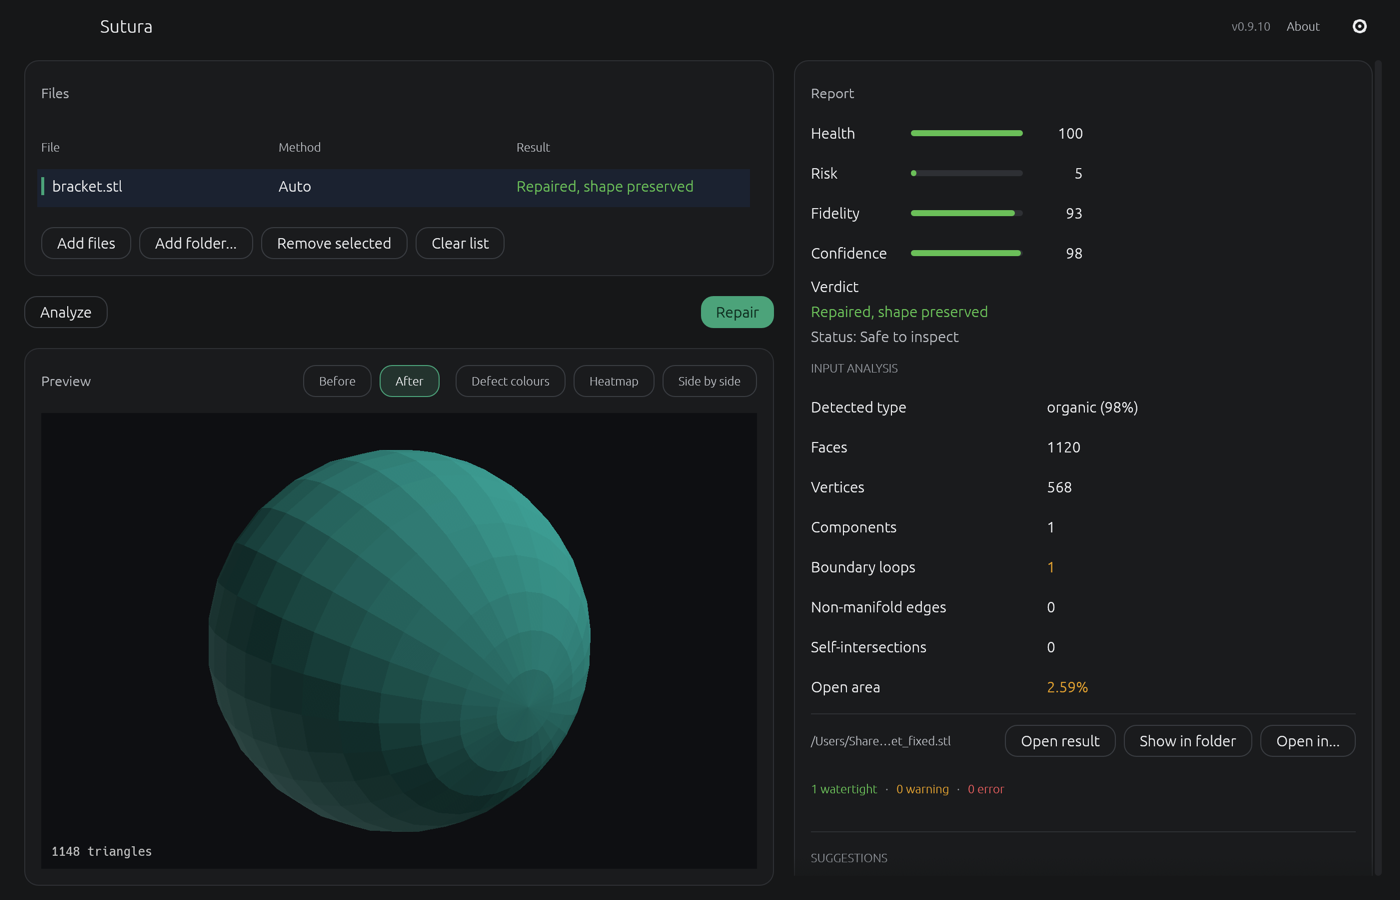 Sutura
v0.9.10 About
Files
File Method Result
bracket.stl Auto Repaired, shape preserved
Add files Add folder... Remove selected Clear list
Analyze Repair
Preview Before After Defect colours Heatmap Side by side
1148 triangles
Report
Health 100
Risk 5
Fidelity 93
Confidence 98
Verdict
Repaired, shape preserved
Status: Safe to inspect
INPUT ANALYSIS
Detected type organic (98%)
Faces 1120
Vertices 568
Components 1
Boundary loops 1
Non-manifold edges 0
Self-intersections 0
Open area 2.59%
/Users/Share...et_fixed.stl Open result Show in folder Open in...
1 watertight · 0 warning · 0 error
SUGGESTIONS